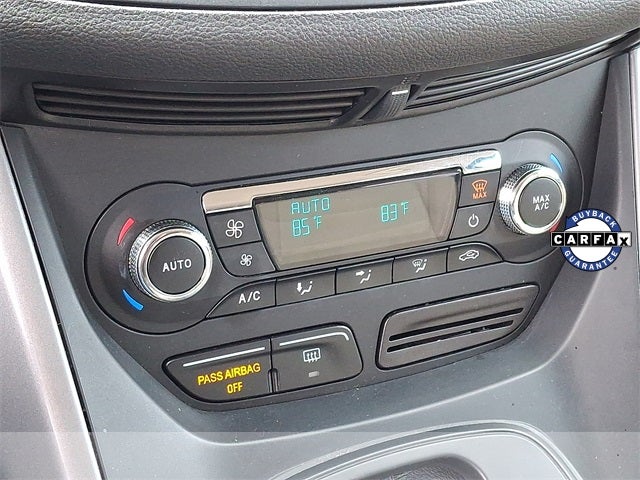 AUTO
85°F 83°F
MAX
AUTO
MAX
A/C
A/C
PASS AIRBAG
OFF
BUYBACK
CARFAX
GUARANTEE